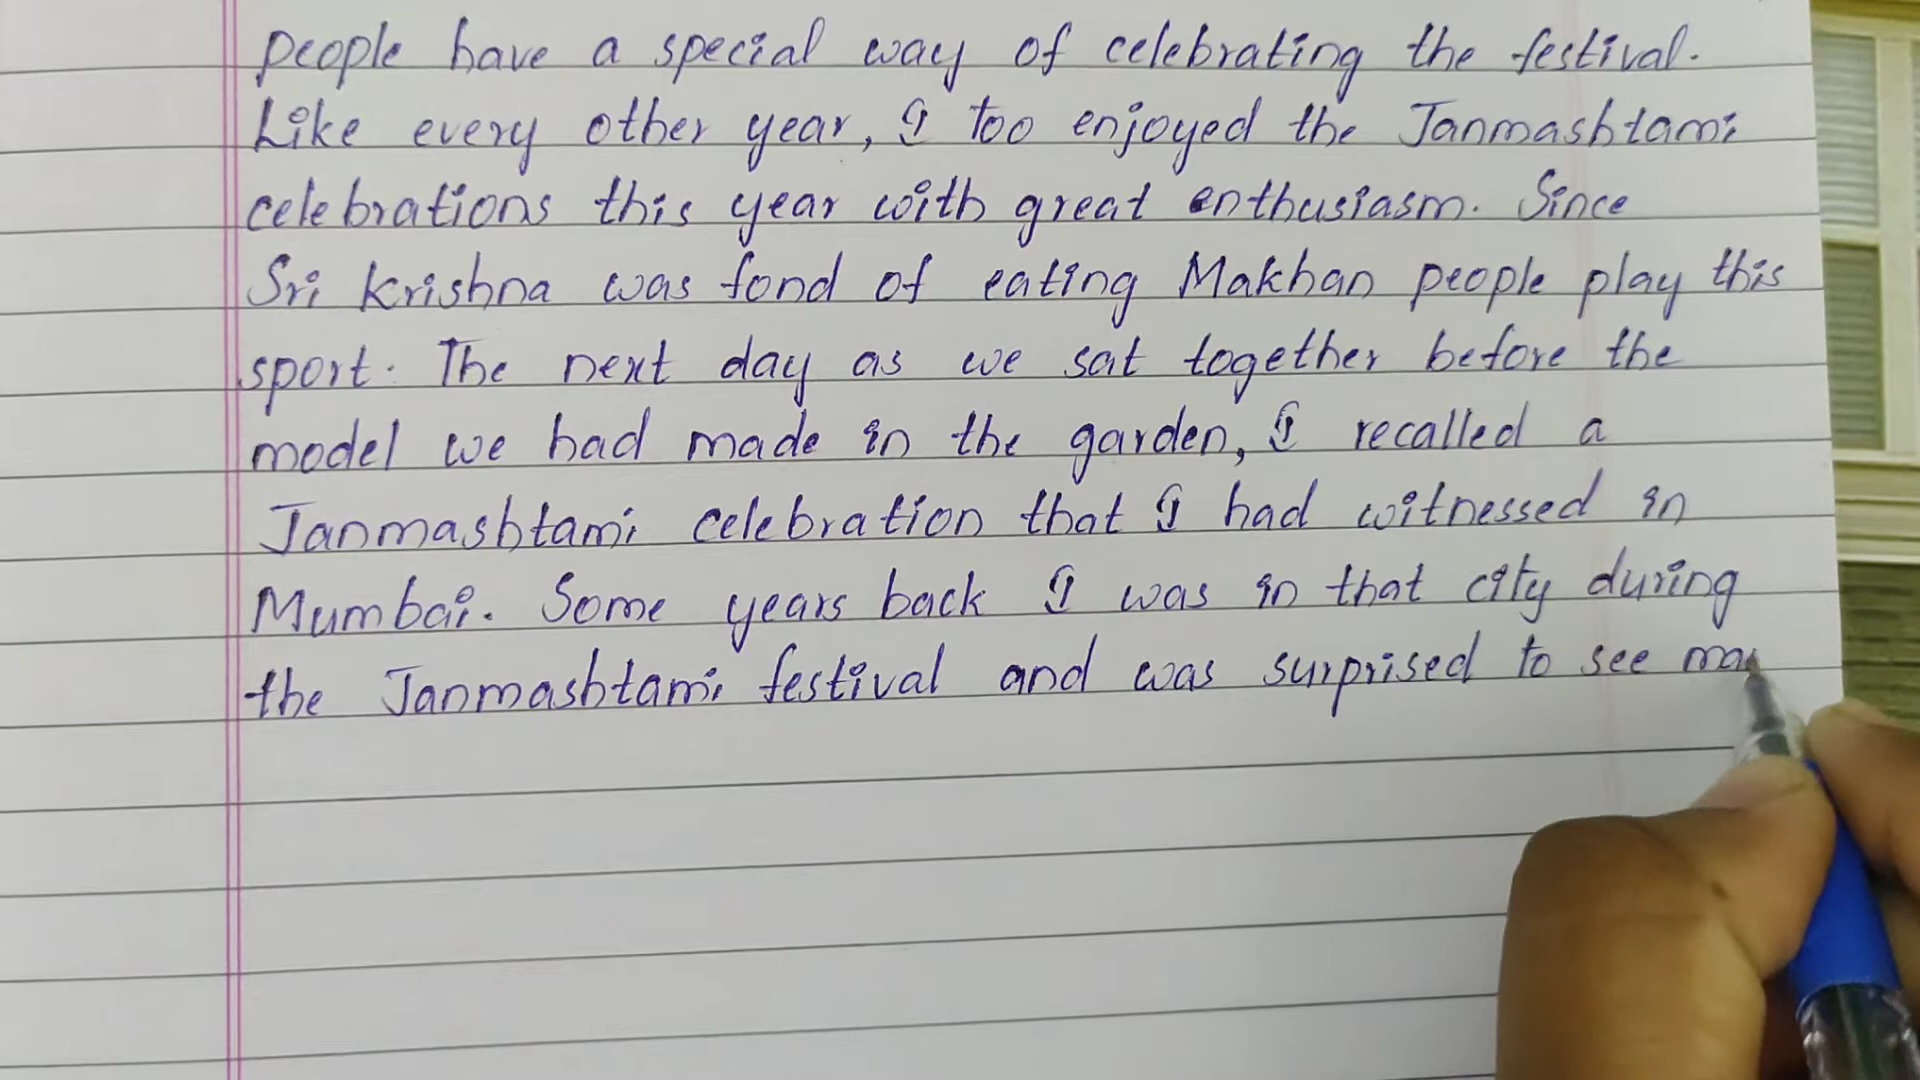 people have a special way of celebrating the festival.
Like every other year, I too enjoyed the Janmashtami
celebrations this year with great enthusiasm. Since
Sri krishna was fond of eating Makhan people play this
sport. The next day as we sat together before the
model we had made in the garden, I recalled a
Janmashtami celebration that I had witnessed in
Mumbai. Some years back I was in that city during
the Janmashtami festival and was surprised to see